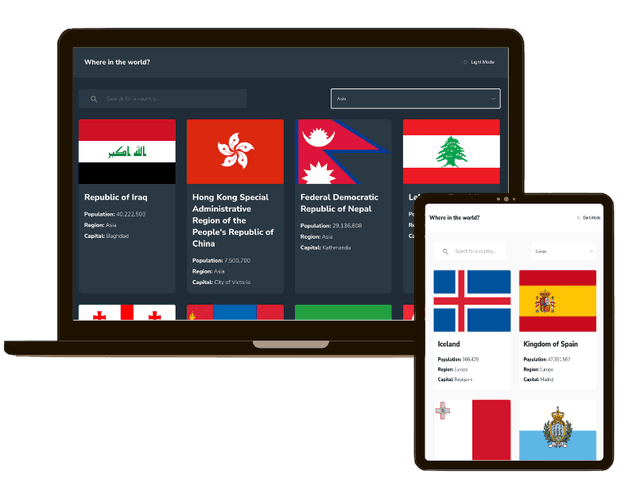 Where in the world?
Light Mode
Search for a country...
Asia
الله اكبر
Republic of Iraq
Population: 40,222,503
Region: Asia
Capital: Baghdad
Hong Kong Special
Administrative
Region of the
People's Republic of
China
Population: 7,500,700
Region: Asia
Capital: City of Victoria
Federal Democratic
Republic of Nepal
Population: 29,136,808
Region: Asia
Capital: Kathmandu
Where in the world?
Dark Mode
Search for a country...
Europe
Iceland
Population: 366,425
Region: Europe
Capital: Reykjavik
Kingdom of Spain
Population: 47,351,567
Region: Europe
Capital: Madrid